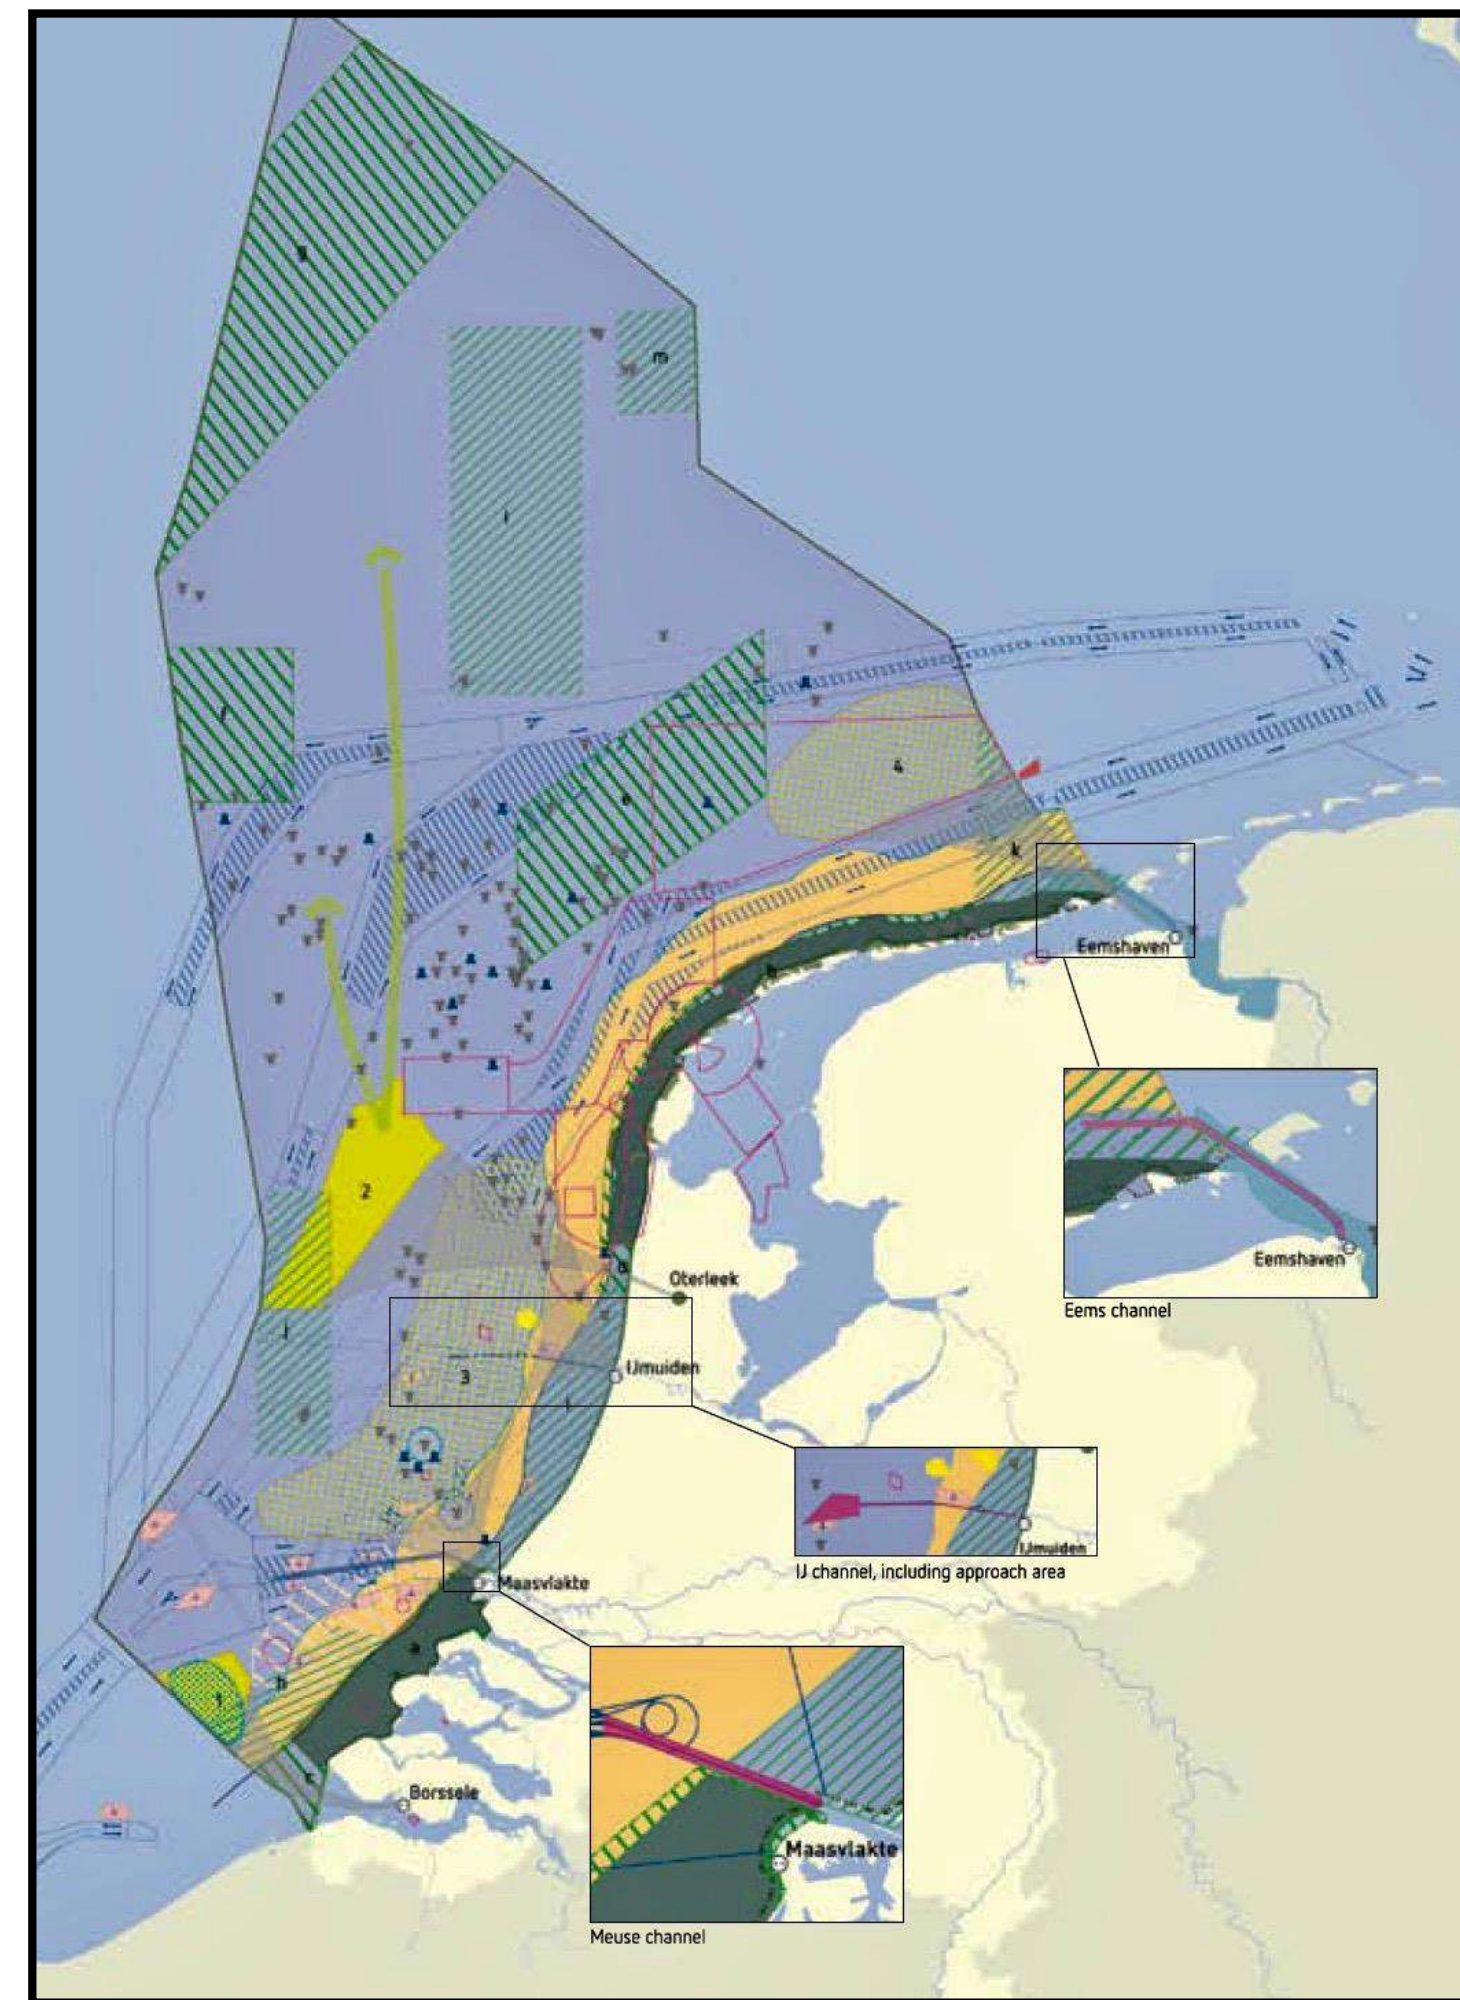 g
m
i
f
4
e
k
Eemshaven
b
2
Eemshaven
Eems channel
Oterleek
j
IJmuiden
3
IJmuiden
IJ channel, including approach area
Maasvlakte
a
h
1
c
Borssele
Maasvlakte
Meuse channel